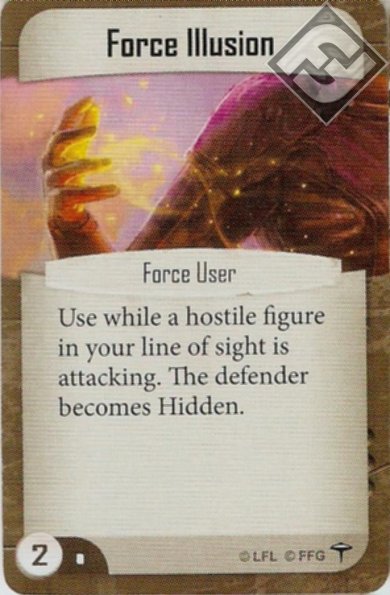 Force Illusion
Force User
Use while a hostile figure
in your line of sight is
attacking. The defender
becomes Hidden.
2
© LFL © FFG